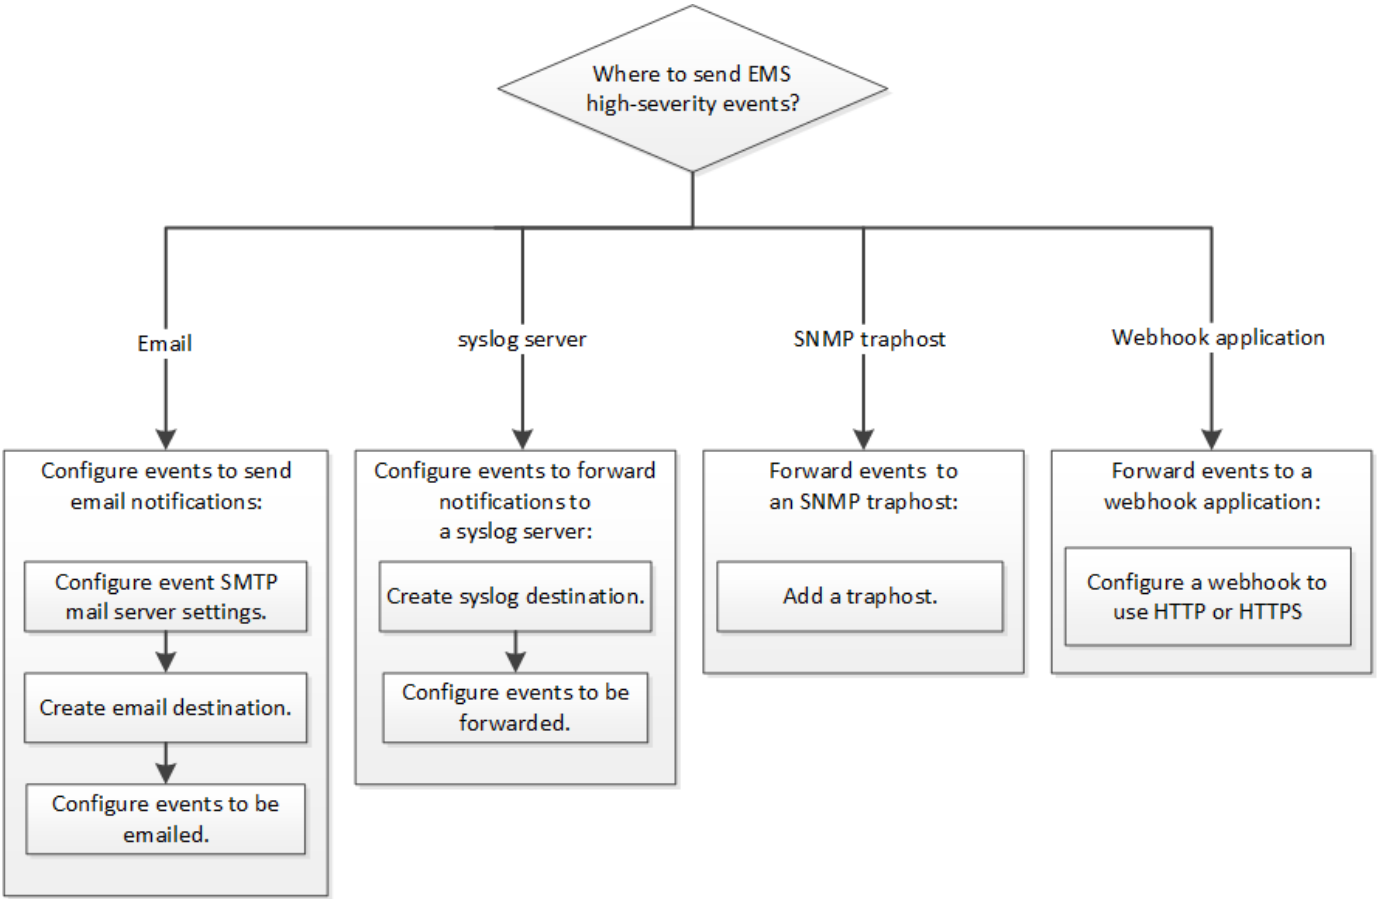 Where to send EMS
high-severity events?
Email
syslog server
SNMP traphost
Webhook application
Configure events to send
email notifications:
Configure event SMTP
mail server settings.
Create email destination.
Configure events to be
emailed.
Configure events to forward
notifications to
a syslog server:
Create syslog destination.
Configure events to be
forwarded.
Forward events to
an SNMP traphost:
Add a traphost.
Forward events to a
webhook application:
Configure a webhook to
use HTTP or HTTPS